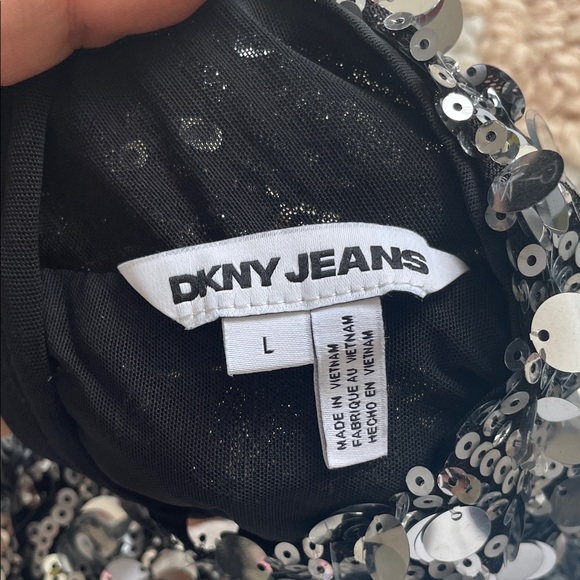 DKNY JEANS
L
MADE IN VIETNAM
FABRIQUE AU VIETNAM
HECHO EN VIETNAM